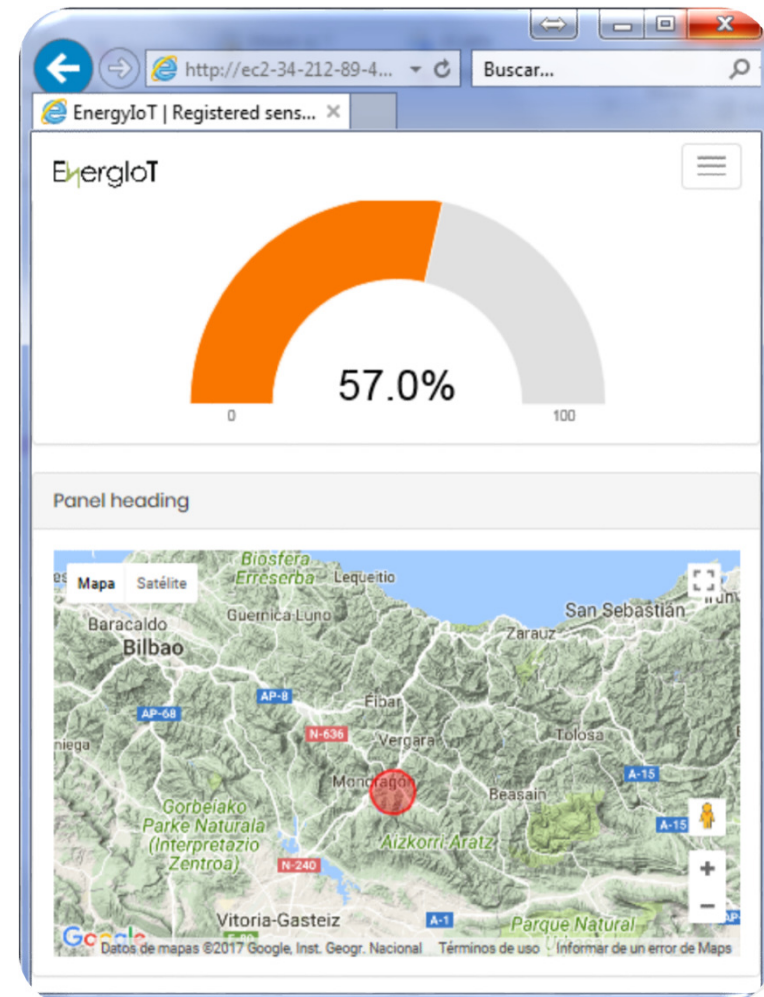 http://ec2-34-212-89-4...
Buscar...
EnergyIoT | Registered sens...
EnergIoT
57.0%
0
100
Panel heading
Mapa
Satélite
Biosfera
Erreserba
Lequeitio
Baracaldo
Guernica-Luno
San Sebastián
Bilbao
Zarauz
AP-8
Éibar
AP-68
N-636
Vergara
Tolosa
Mondragón
A-15
Beasain
Gorbeiako
Parke Naturala
(Interpretazio
Zentroa)
A-15
Aizkorri-Aratz
N-240
Vitoria-Gasteiz
A-1
Parque Natural
Google
Datos de mapas ©2017 Google, Inst. Geogr. Nacional
Términos de uso
Informar de un error de Maps